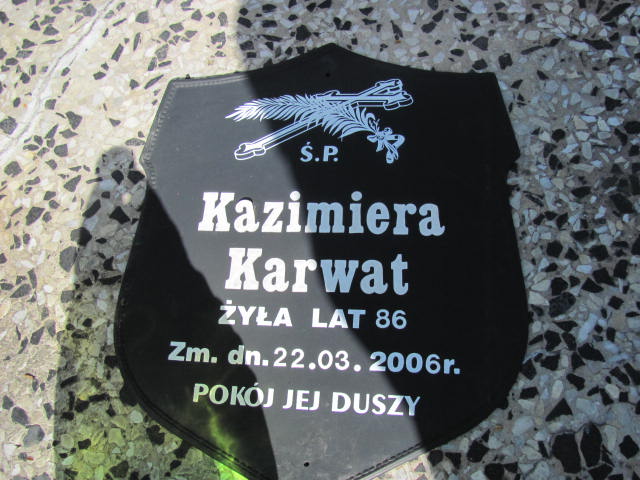 Ś.P.
Kazimiera
Karwat
ŻYŁA LAT 86
Zm. dn. 22.03.2006r.
POKÓJ JEJ DUSZY